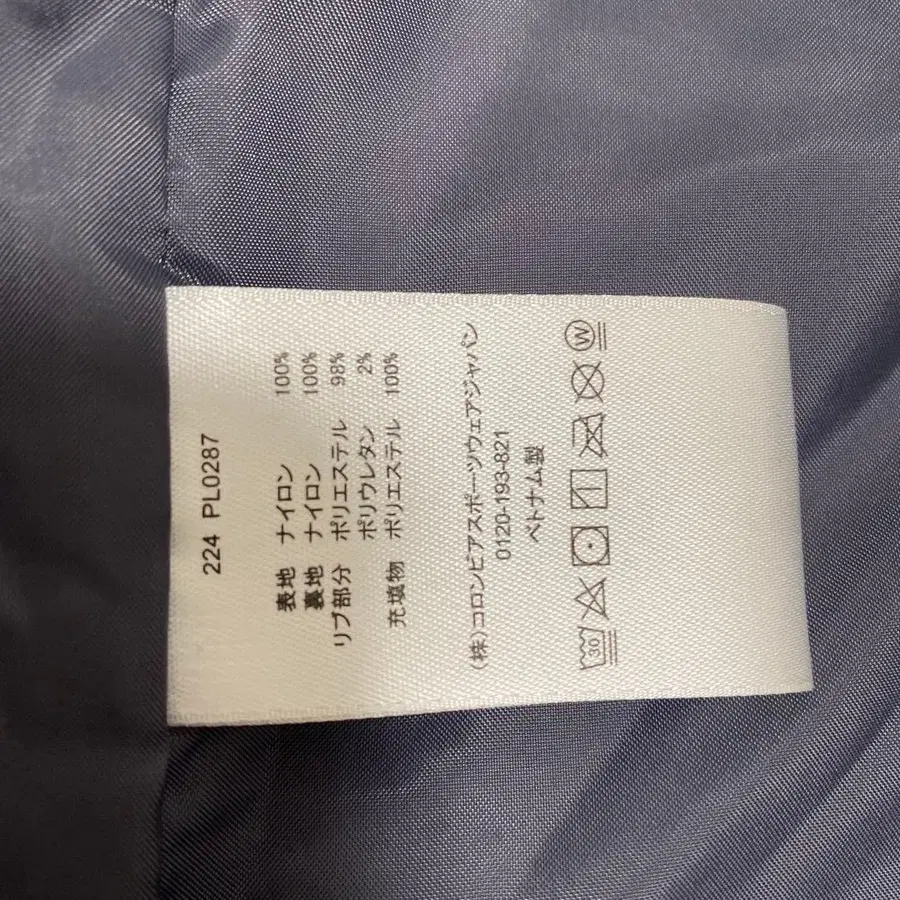 224 PL0287
表地 ナイロン 100%
裏地 ナイロン 100%
リブ部分 ポリエステル 98%
ポリウレタン 2%
充填物 ポリエステル 100%
(株)コロンビアスポーツウェアジャパン
0120-193-821
ベトナム製
30 W